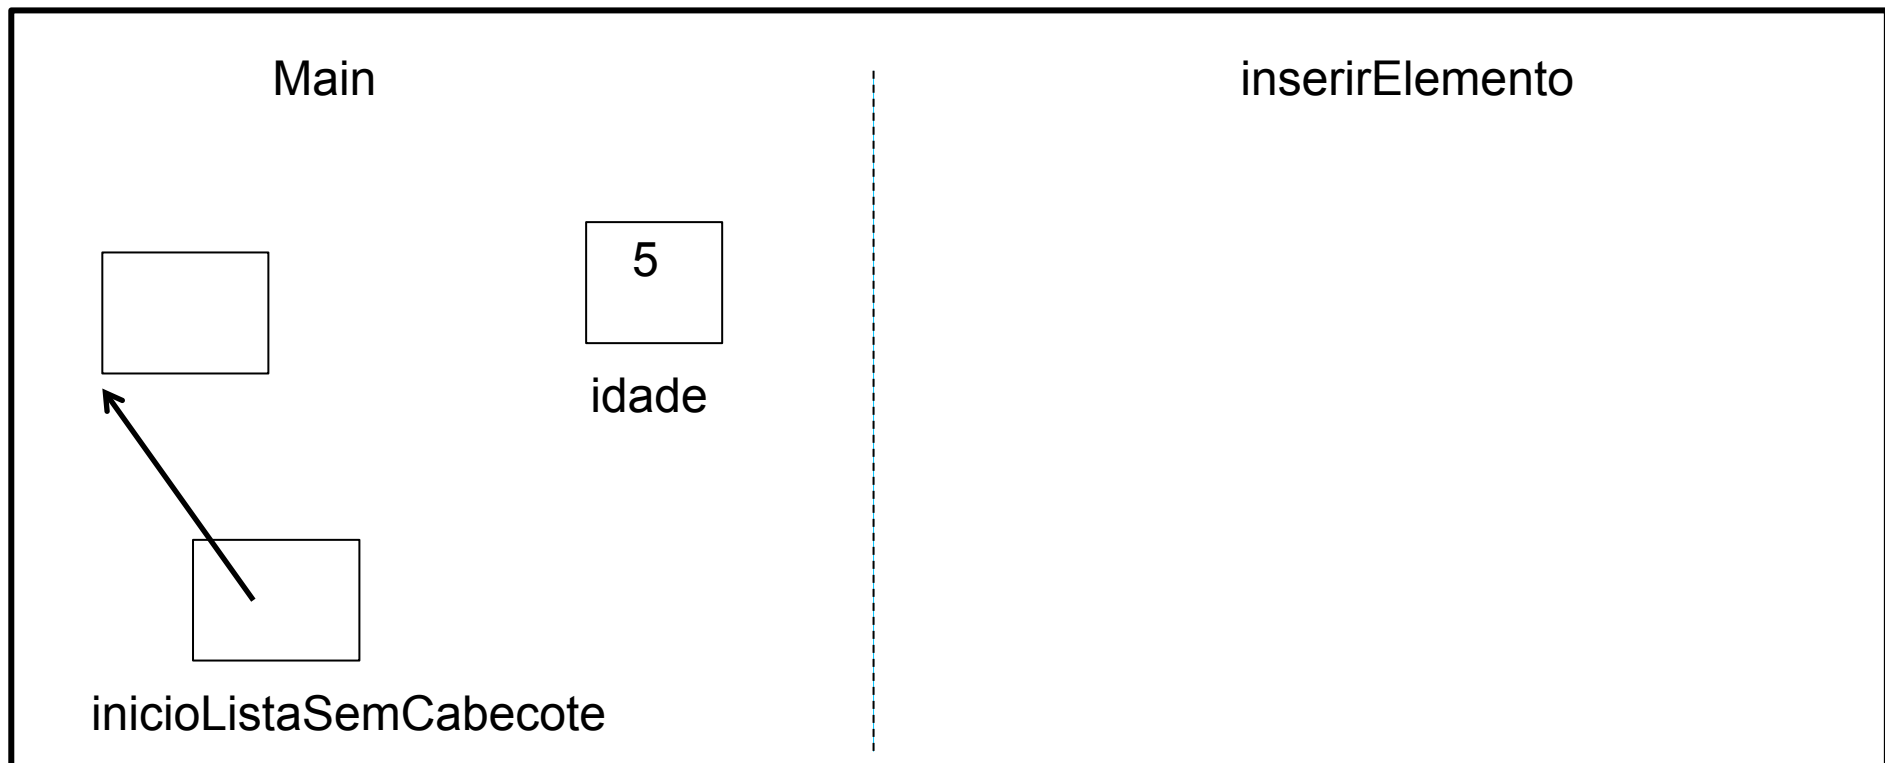 Main
inserirElemento
5
idade
inicioListaSemCabecote